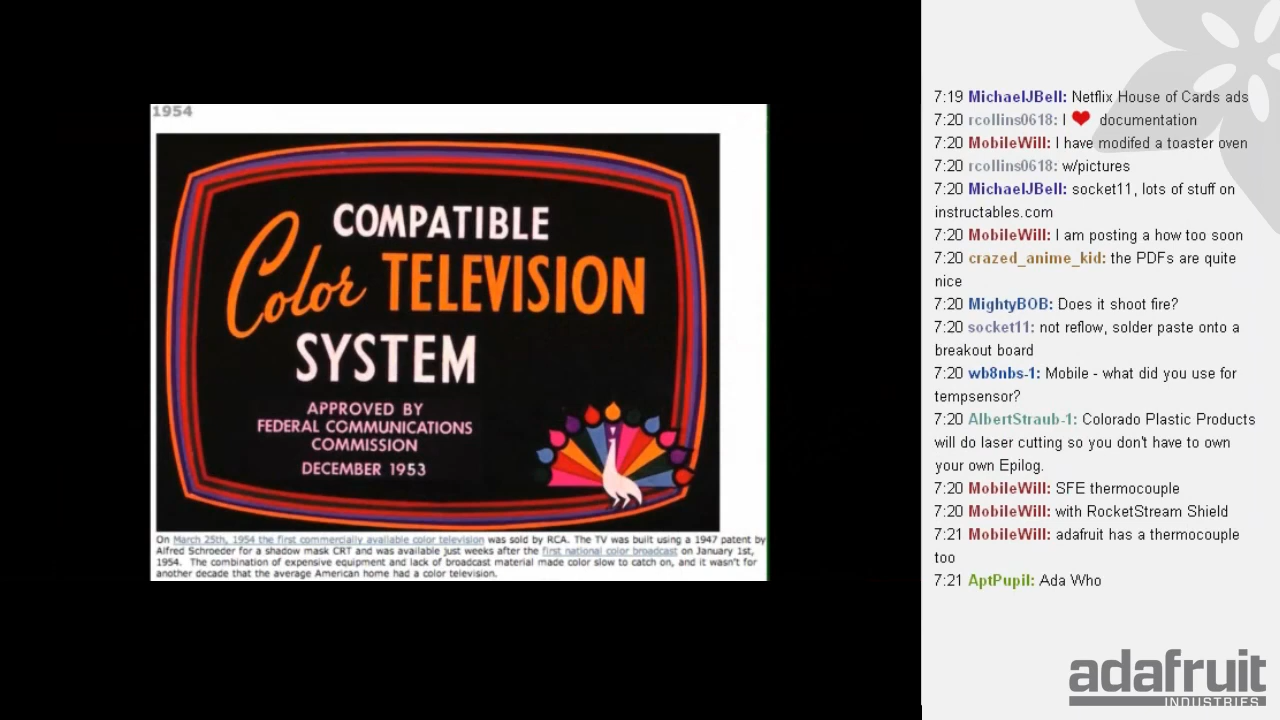 1954
COMPATIBLE
Color TELEVISION
SYSTEM
APPROVED BY
FEDERAL COMMUNICATIONS
COMMISSION
DECEMBER 1953
On March 25th, 1954 the first commercially available color television was sold by RCA. The TV was built using a 1947 patent by
Alfred Schroeder for a shadow mask CRT and was available just weeks after the first national color broadcast on January 1st,
1954. The combination of expensive equipment and lack of broadcast material made color slow to catch on, and it wasn't for
another decade that the average American home had a color television.
7:19 MichaelJBell: Netflix House of Cards ads
7:20 rcollins0618: I ❤ documentation
7:20 MobileWill: I have modifed a toaster oven
7:20 rcollins0618: w/pictures
7:20 MichaelJBell: socket11, lots of stuff on
instructables.com
7:20 MobileWill: I am posting a how too soon
7:20 crazed_anime_kid: the PDFs are quite
nice
7:20 MightyBOB: Does it shoot fire?
7:20 socket11: not reflow, solder paste onto a
breakout board
7:20 wb8nbs-1: Mobile - what did you use for
tempsensor?
7:20 AlbertStraub-1: Colorado Plastic Products
will do laser cutting so you don't have to own
your own Epilog.
7:20 MobileWill: SFE thermocouple
7:20 MobileWill: with RocketStream Shield
7:21 MobileWill: adafruit has a thermocouple
too
7:21 AptPupil: Ada Who
adafruit
INDUSTRIES